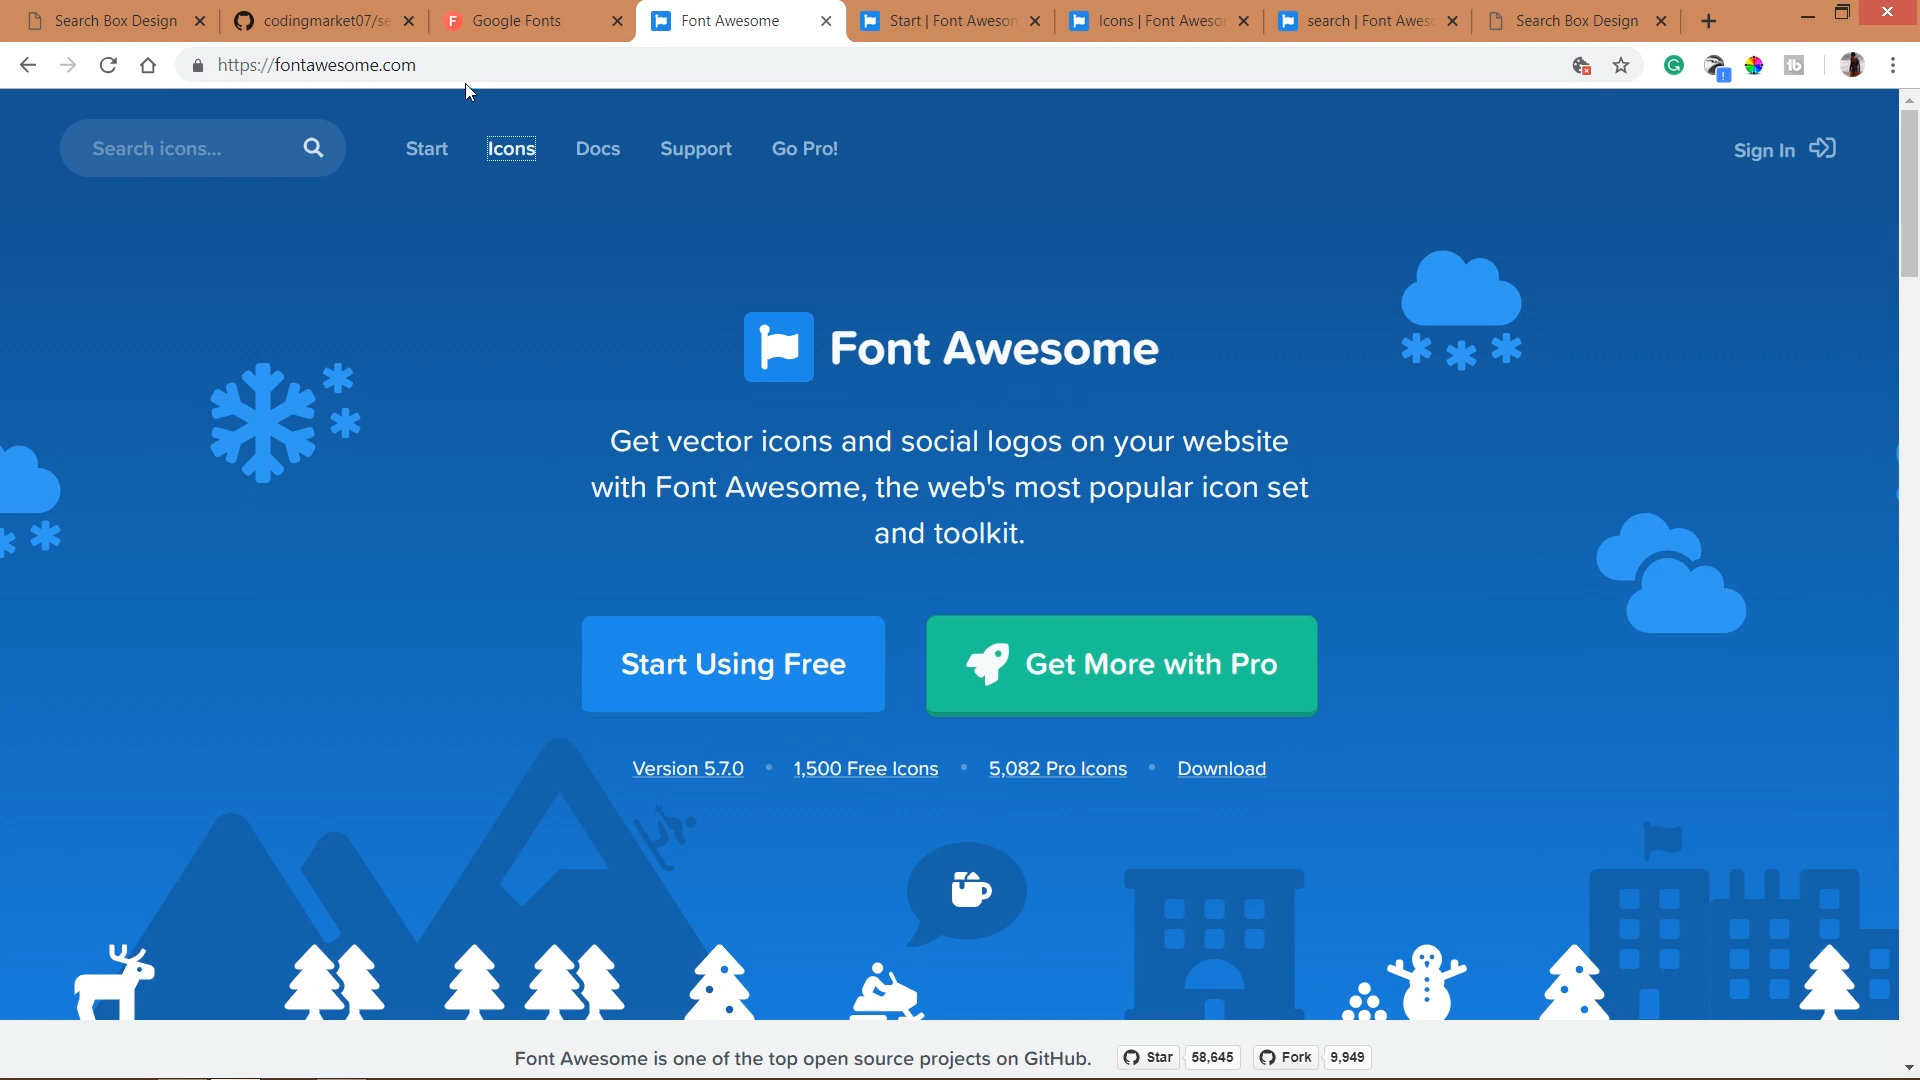 Search Box Design
codingmarket07/se
Google Fonts
Font Awesome
Start | Font Aweson
Icons | Font Aweso
search | Font Awes
Search Box Design
https://fontawesome.com
Search icons...
Start
Icons
Docs
Support
Go Pro!
Sign In
Font Awesome
Get vector icons and social logos on your website
with Font Awesome, the web's most popular icon set
and toolkit.
Start Using Free
Get More with Pro
Version 5.7.0 • 1,500 Free Icons • 5,082 Pro Icons • Download
Font Awesome is one of the top open source projects on GitHub.
Star 58,645
Fork 9,949